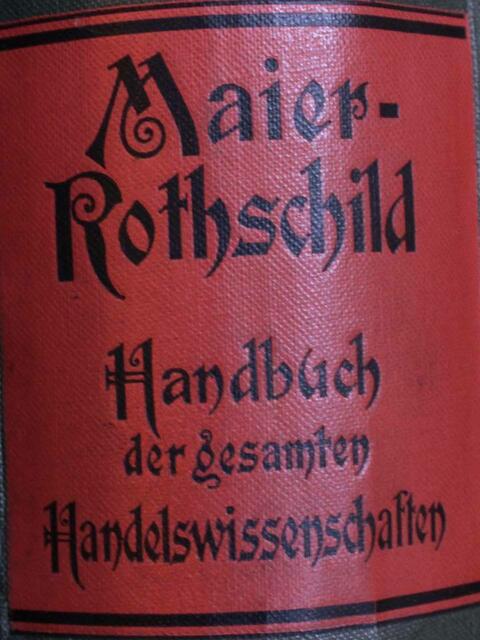 Maier-
Rothschild
Handbuch
der gesamten
Handelswissenschaften